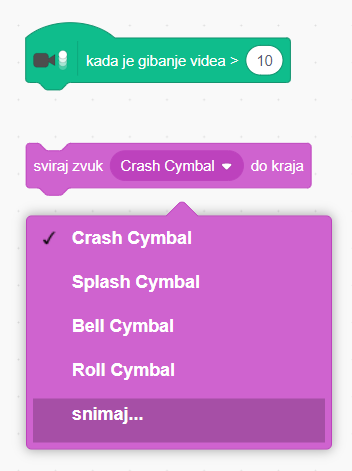 kada je gibanje videa > 10
sviraj zvuk Crash Cymbal do kraja
Crash Cymbal
Splash Cymbal
Bell Cymbal
Roll Cymbal
snimaj...